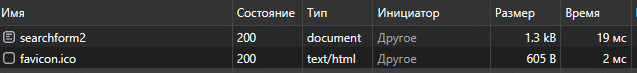 Имя Состояние Тип Инициатор Размер Время
searchform2 200 document Другое 1.3 kB 19 мс
favicon.ico 200 text/html Другое 605 B 2 мс